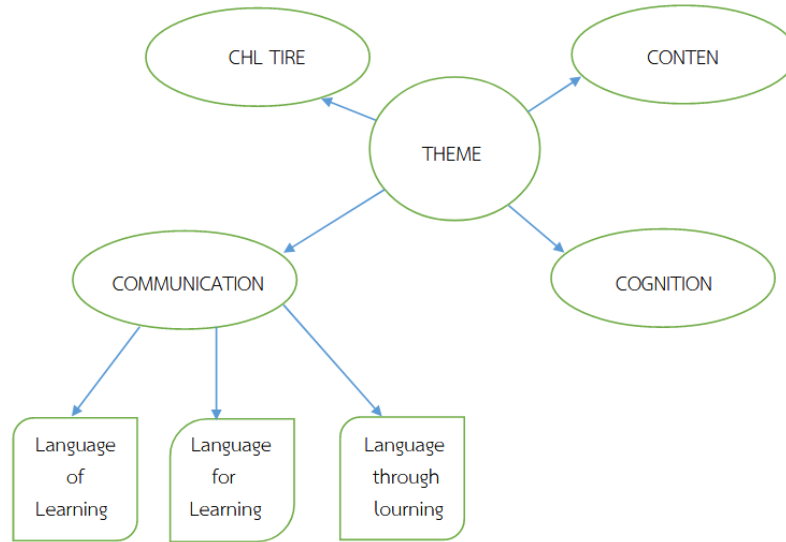 CHL TIRE
CONTEN
THEME
COMMUNICATION
COGNITION
Language
of
Learning
Language
for
Learning
Language
through
lourning